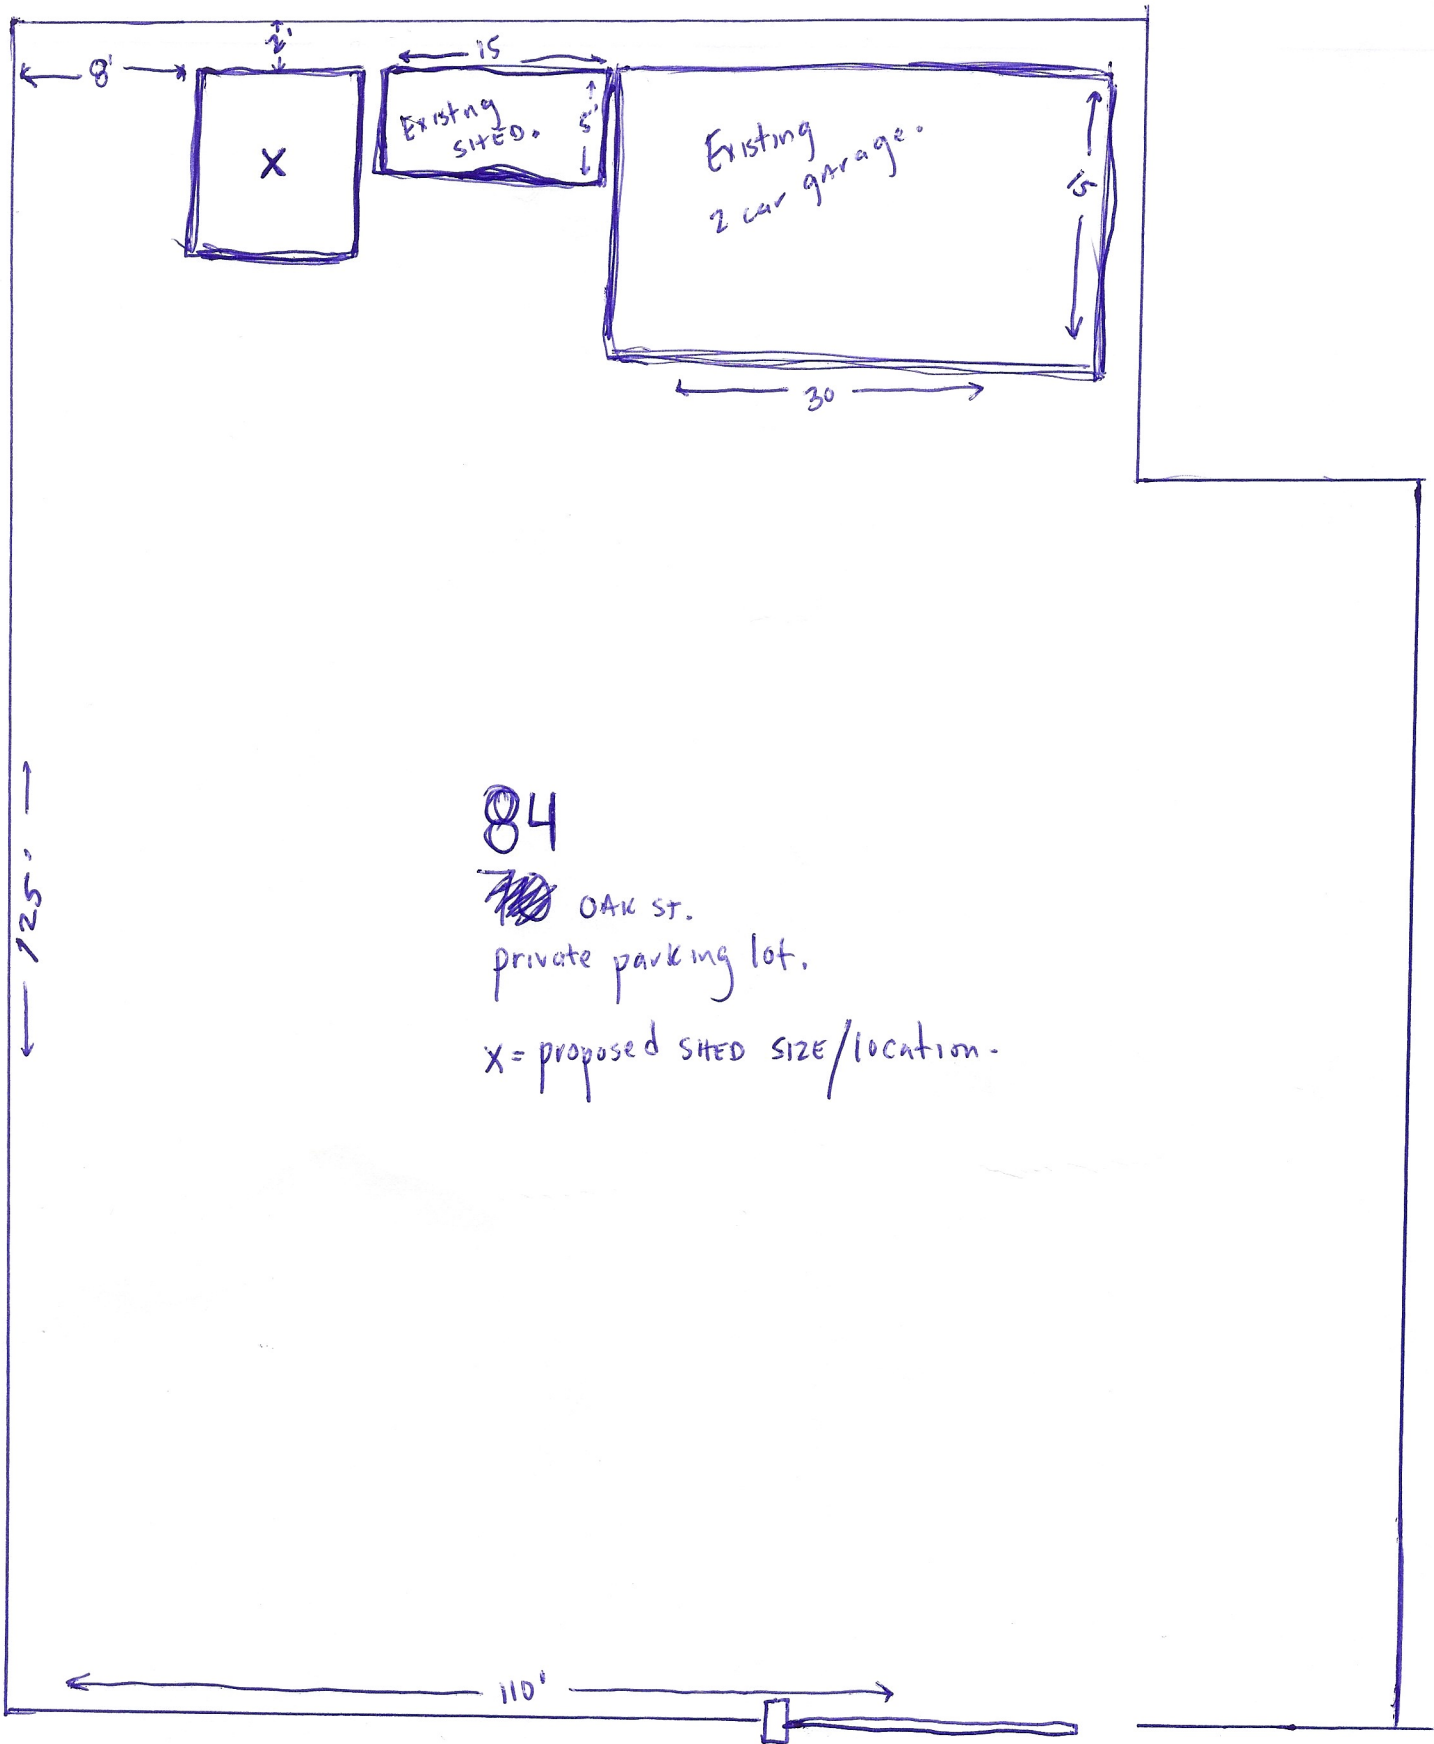 2'
8'
15
Existing
SHED.
5'
X
Existing
2 car garage.
15
30
125'
84
OAK ST.
private parking lot.
X = proposed SHED SIZE/location.
110'